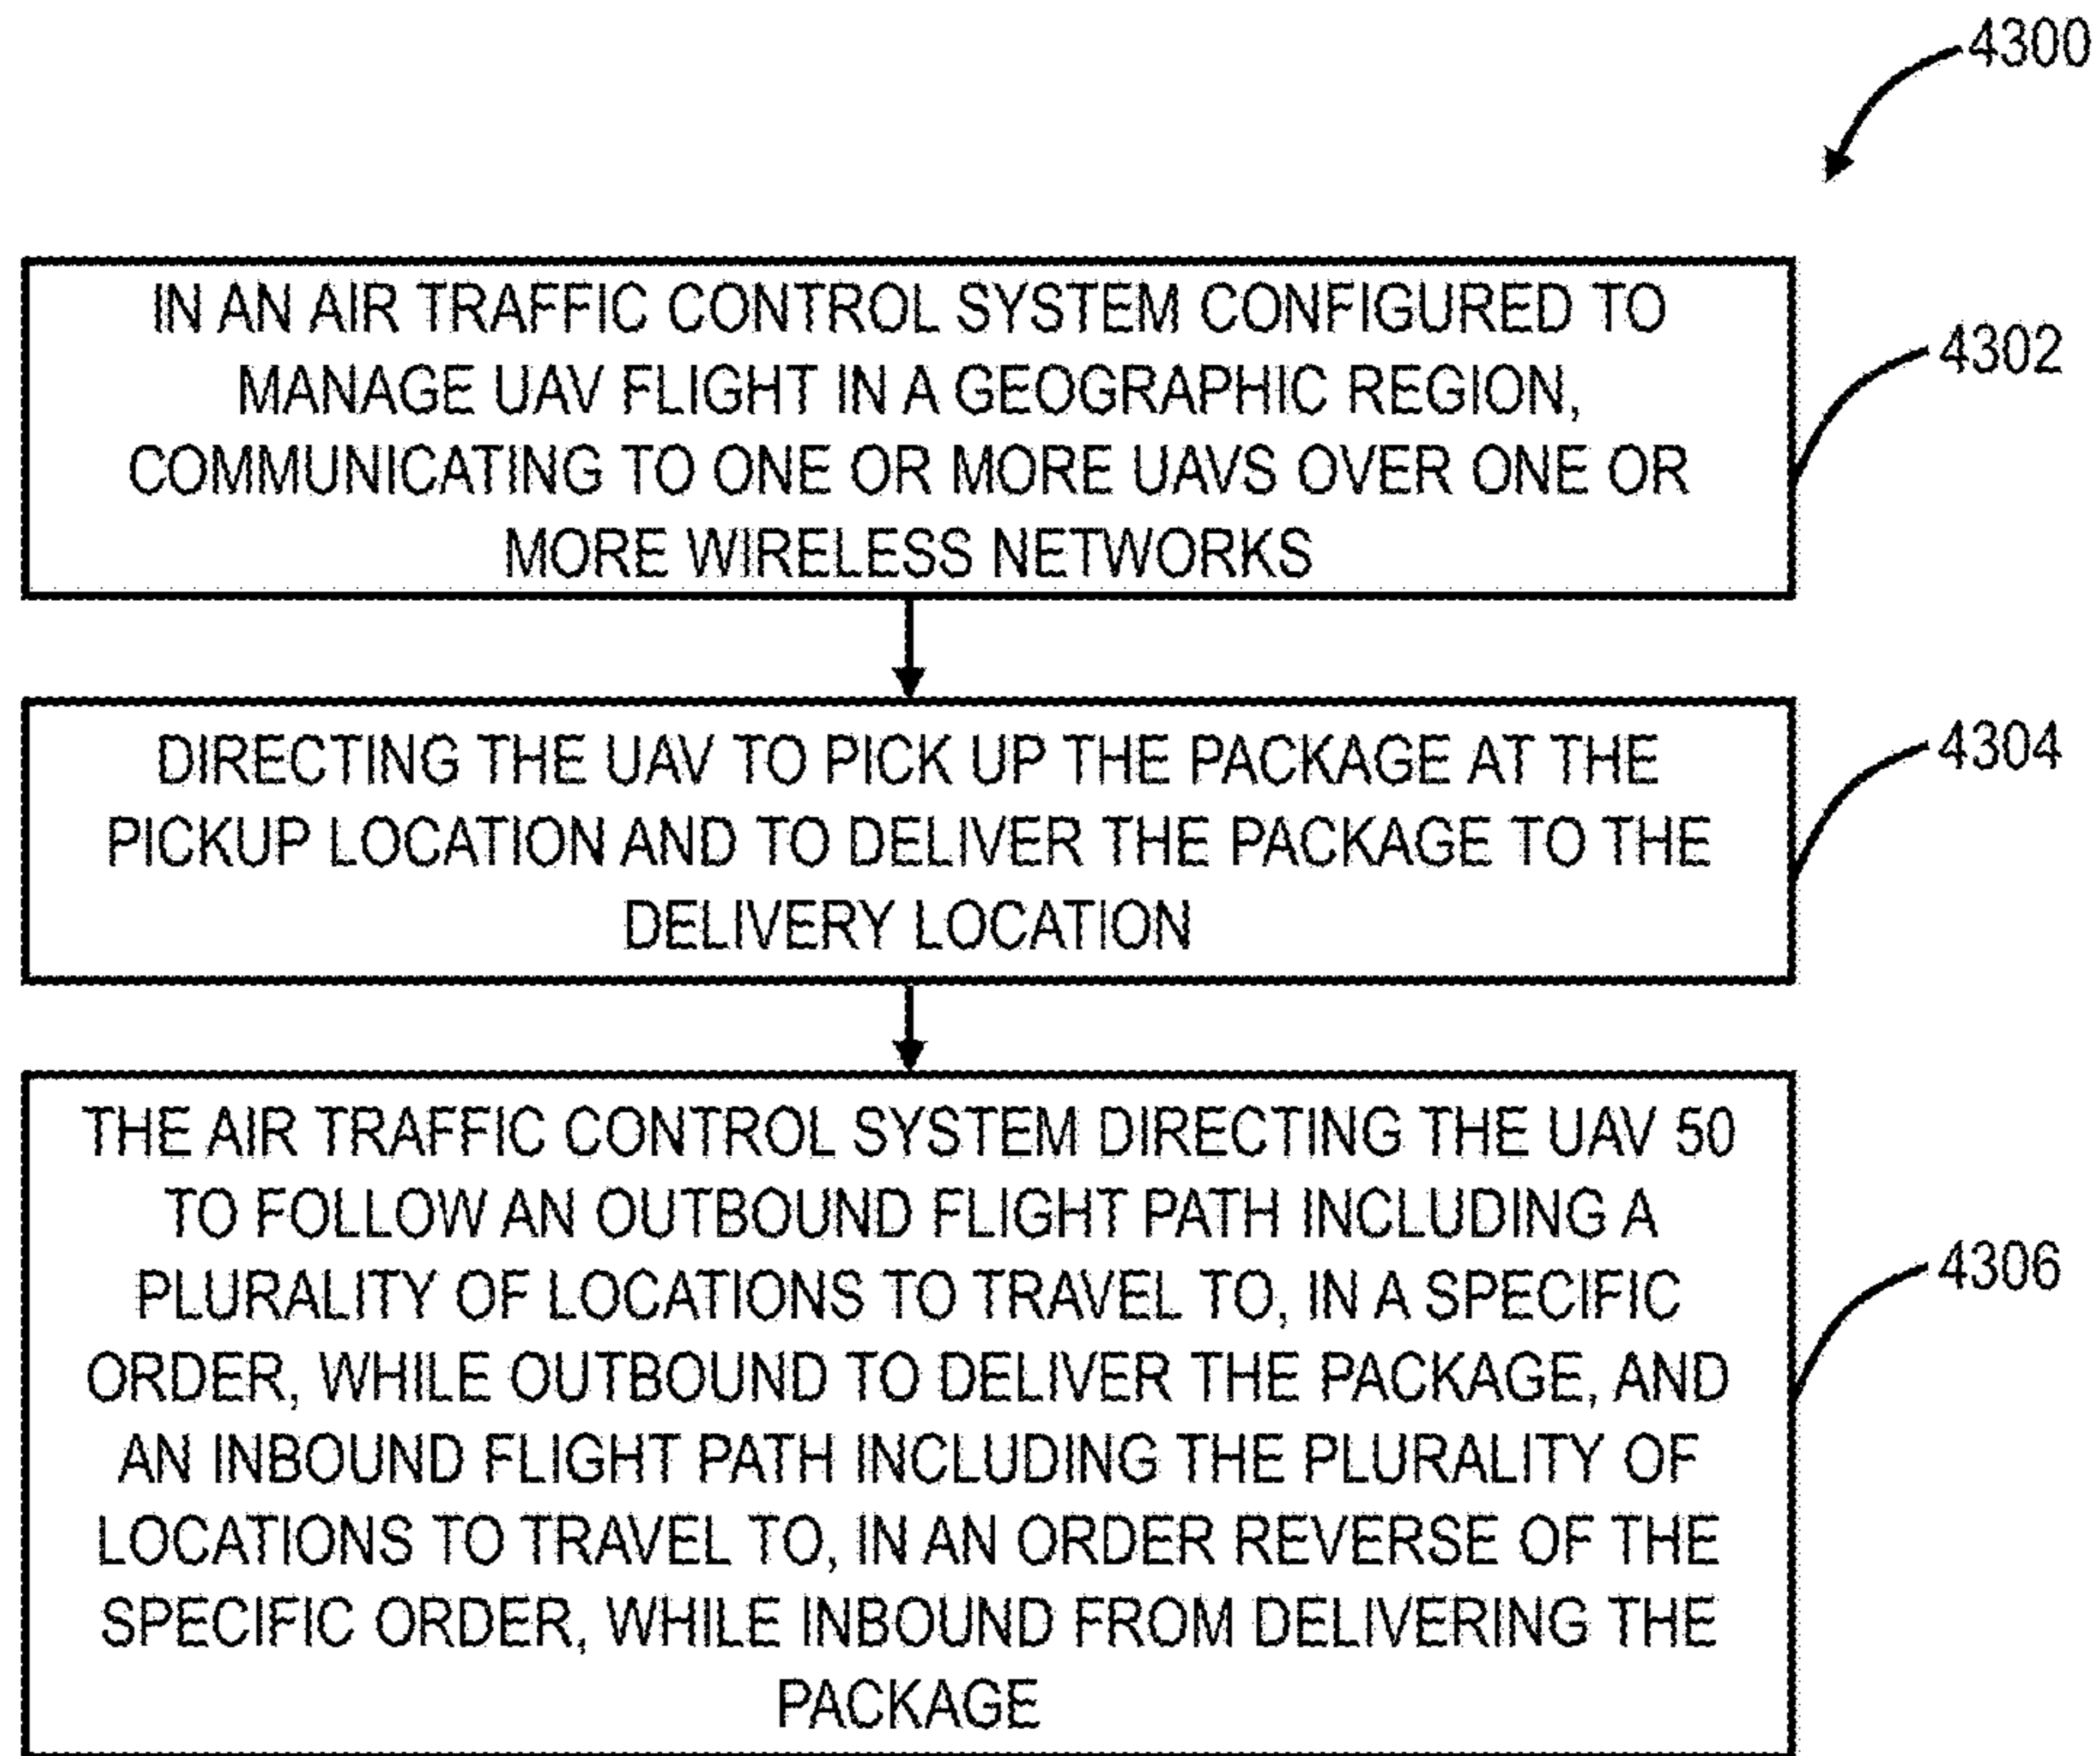 4300
IN AN AIR TRAFFIC CONTROL SYSTEM CONFIGURED TO
MANAGE UAV FLIGHT IN A GEOGRAPHIC REGION,
COMMUNICATING TO ONE OR MORE UAVS OVER ONE OR
MORE WIRELESS NETWORKS
4302
DIRECTING THE UAV TO PICK UP THE PACKAGE AT THE
PICKUP LOCATION AND TO DELIVER THE PACKAGE TO THE
DELIVERY LOCATION
4304
THE AIR TRAFFIC CONTROL SYSTEM DIRECTING THE UAV 50
TO FOLLOW AN OUTBOUND FLIGHT PATH INCLUDING A
PLURALITY OF LOCATIONS TO TRAVEL TO, IN A SPECIFIC
ORDER, WHILE OUTBOUND TO DELIVER THE PACKAGE, AND
AN INBOUND FLIGHT PATH INCLUDING THE PLURALITY OF
LOCATIONS TO TRAVEL TO, IN AN ORDER REVERSE OF THE
SPECIFIC ORDER, WHILE INBOUND FROM DELIVERING THE
PACKAGE
4306